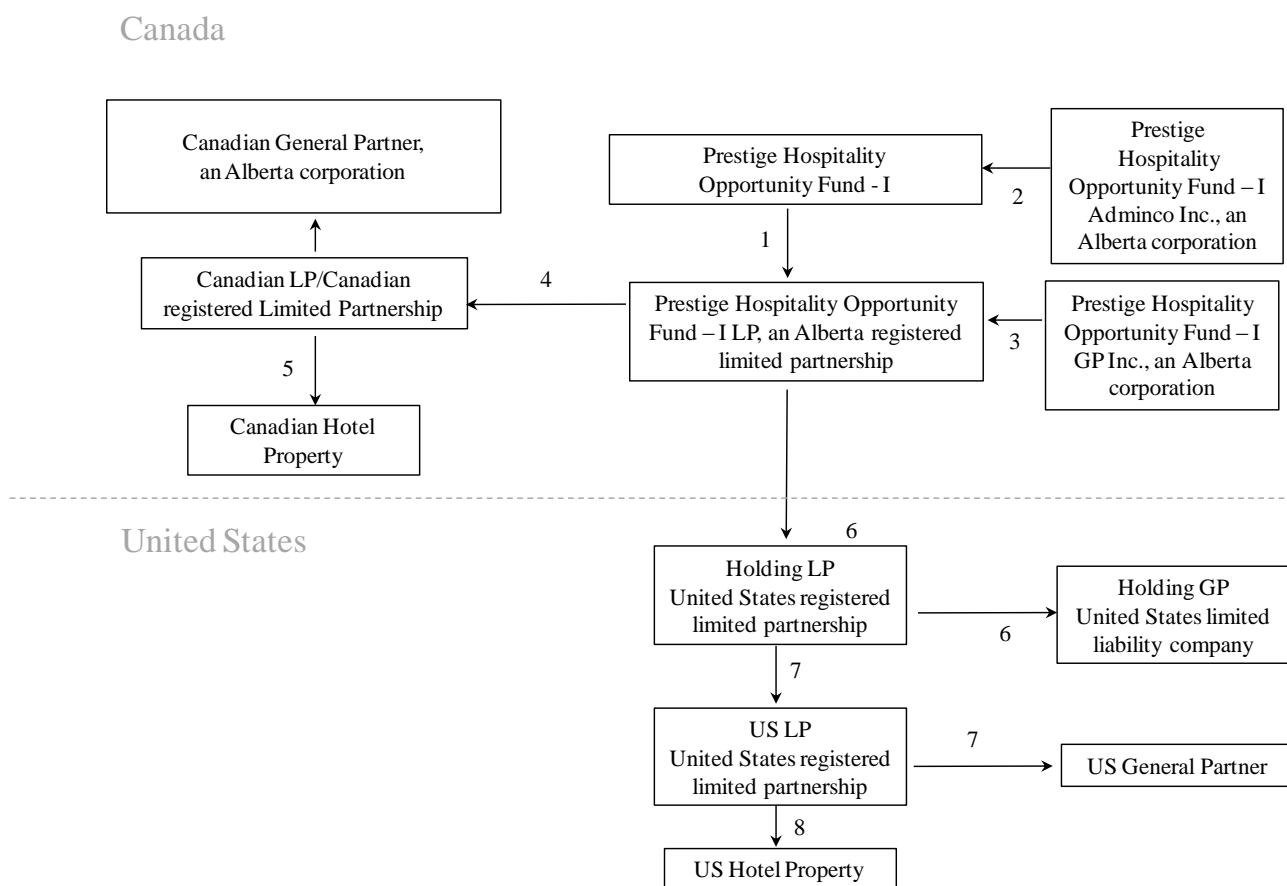 Canada
Canadian General Partner,
an Alberta corporation
Prestige Hospitality
Opportunity Fund - I
Prestige
Hospitality
Opportunity Fund – I
Adminco Inc., an
Alberta corporation
2
1
Canadian LP/Canadian
registered Limited Partnership
4
Prestige Hospitality Opportunity
Fund – I LP, an Alberta registered
limited partnership
3
Prestige Hospitality
Opportunity Fund – I
GP Inc., an Alberta
corporation
5
Canadian Hotel
Property
United States
6
Holding LP
United States registered
limited partnership
6
Holding GP
United States limited
liability company
7
US LP
United States registered
limited partnership
7
US General Partner
8
US Hotel Property